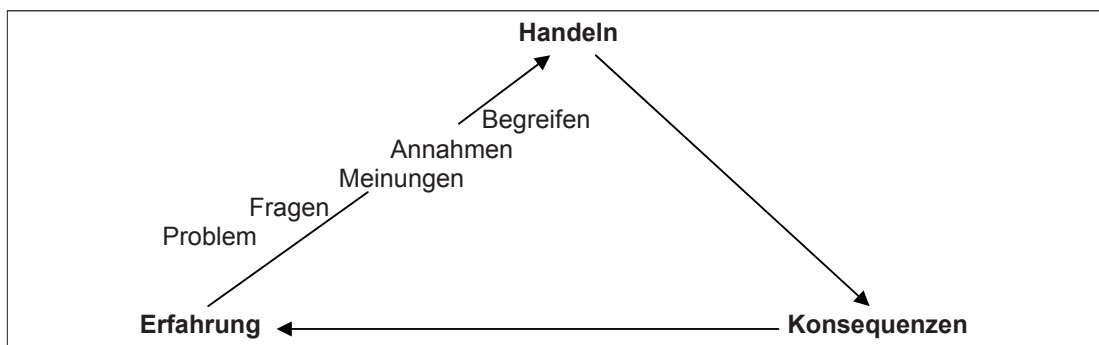 Handeln
Begreifen
Annahmen
Meinungen
Fragen
Problem
Erfahrung
Konsequenzen